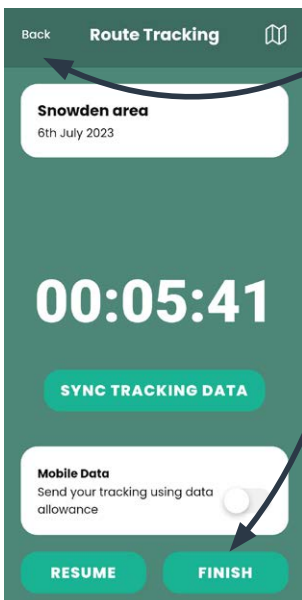 Back Route Tracking
Snowden area
6th July 2023
00:05:41
SYNC TRACKING DATA
Mobile Data
Send your tracking using data
allowance
RESUME FINISH